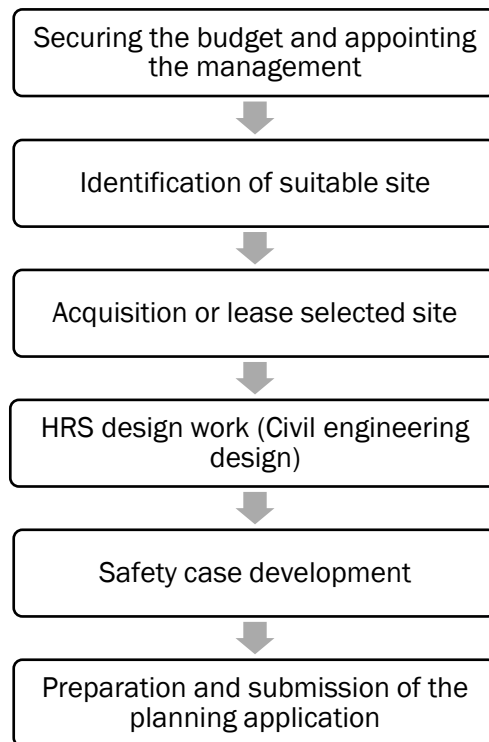 Securing the budget and appointing
the management
Identification of suitable site
Acquisition or lease selected site
HRS design work (Civil engineering
design)
Safety case development
Preparation and submission of the
planning application